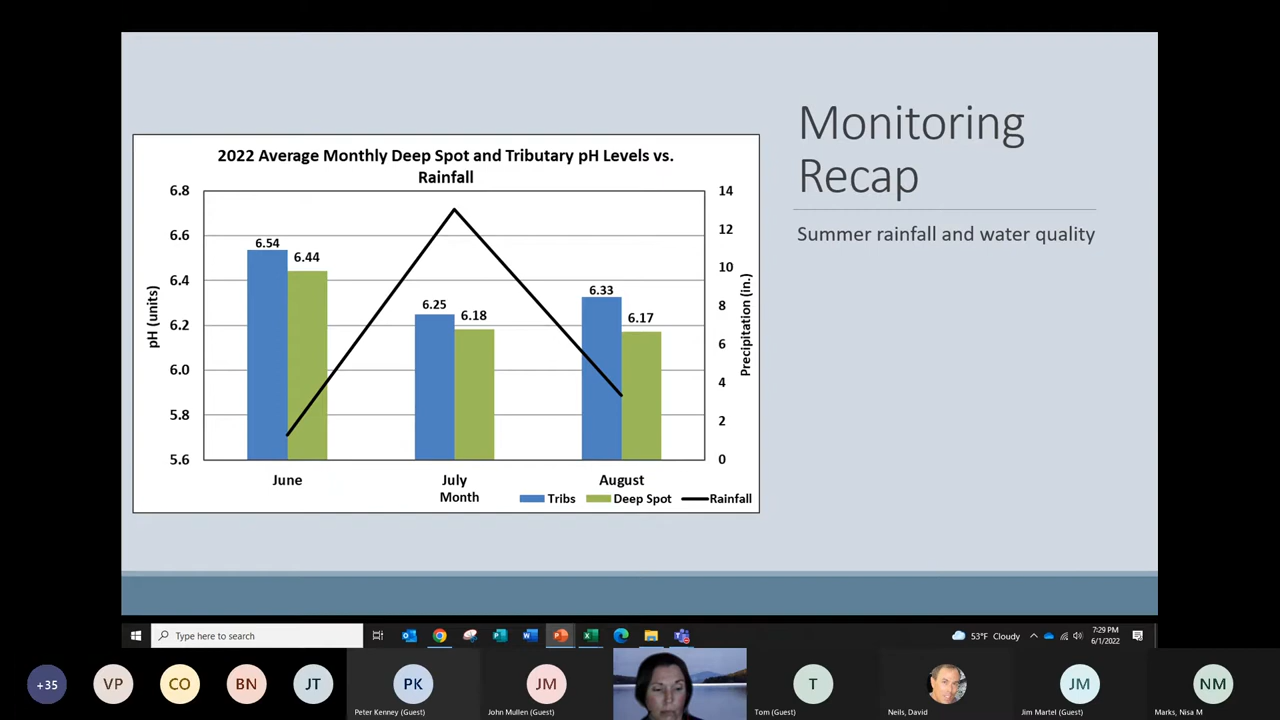 Monitoring
Recap
Summer rainfall and water quality
2022 Average Monthly Deep Spot and Tributary pH Levels vs.
Rainfall
6.8
6.6
6.4
6.2
6.0
5.8
5.6
pH (units)
6.54
6.44
6.25
6.18
6.33
6.17
14
12
10
8
6
4
2
0
Precipitation (in.)
June
July
August
Month
Tribs
Deep Spot
Rainfall
Type here to search
53°F Cloudy
7:29 PM
6/1/2022
+35
VP
CO
BN
JT
PK
Peter Kenney (Guest)
JM
John Mullen (Guest)
T
Tom (Guest)
Neils, David
JM
Jim Martel (Guest)
NM
Marks, Nisa M